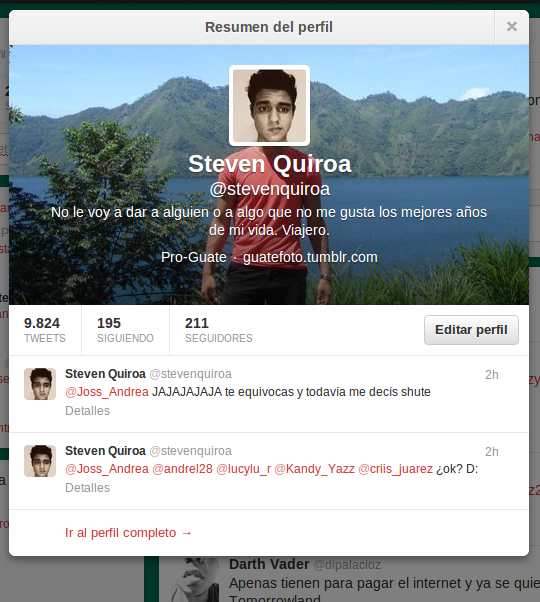 Resumen del perfil
×
Steven Quiroa
@stevenquiroa
No le voy a dar a alguien o a algo que no me gusta los mejores años
de mi vida. Viajero.
Pro-Guate · guatefoto.tumblr.com
9.824
TWEETS
195
SIGUIENDO
211
SEGUIDORES
Editar perfil
Steven Quiroa @stevenquiroa 2h
@Joss_Andrea JAJAJAJAJA te equivocas y todavía me decís shute
Detalles
Steven Quiroa @stevenquiroa 2h
@Joss_Andrea @andrel28 @lucylu_r @Kandy_Yazz @criis_juarez ¿ok? D:
Detalles
Ir al perfil completo →
Darth Vader @dipalacioz
Apenas tienen para pagar el internet y ya se quie
Tomorrowland